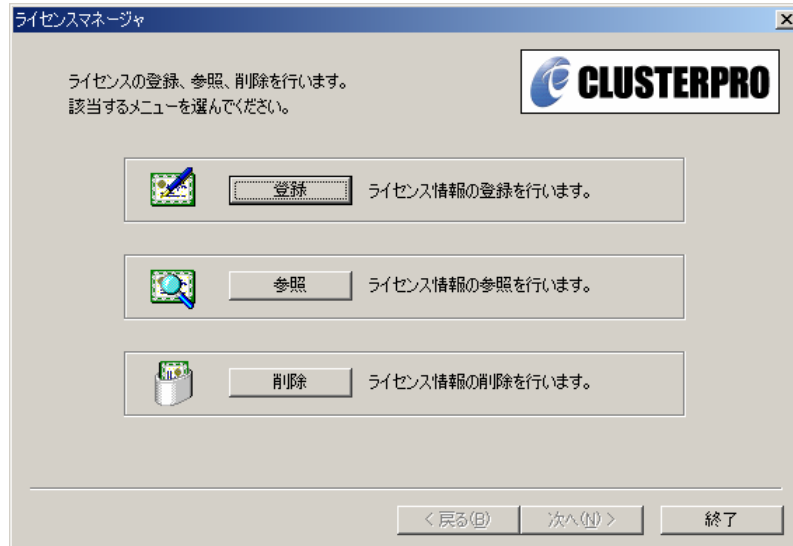 ライセンスマネージャ
ライセンスの登録、参照、削除を行います。
該当するメニューを選んでください。
CLUSTERPRO
登録 ライセンス情報の登録を行います。
参照 ライセンス情報の参照を行います。
削除 ライセンス情報の削除を行います。
< 戻る(B) 次へ(N) > 終了